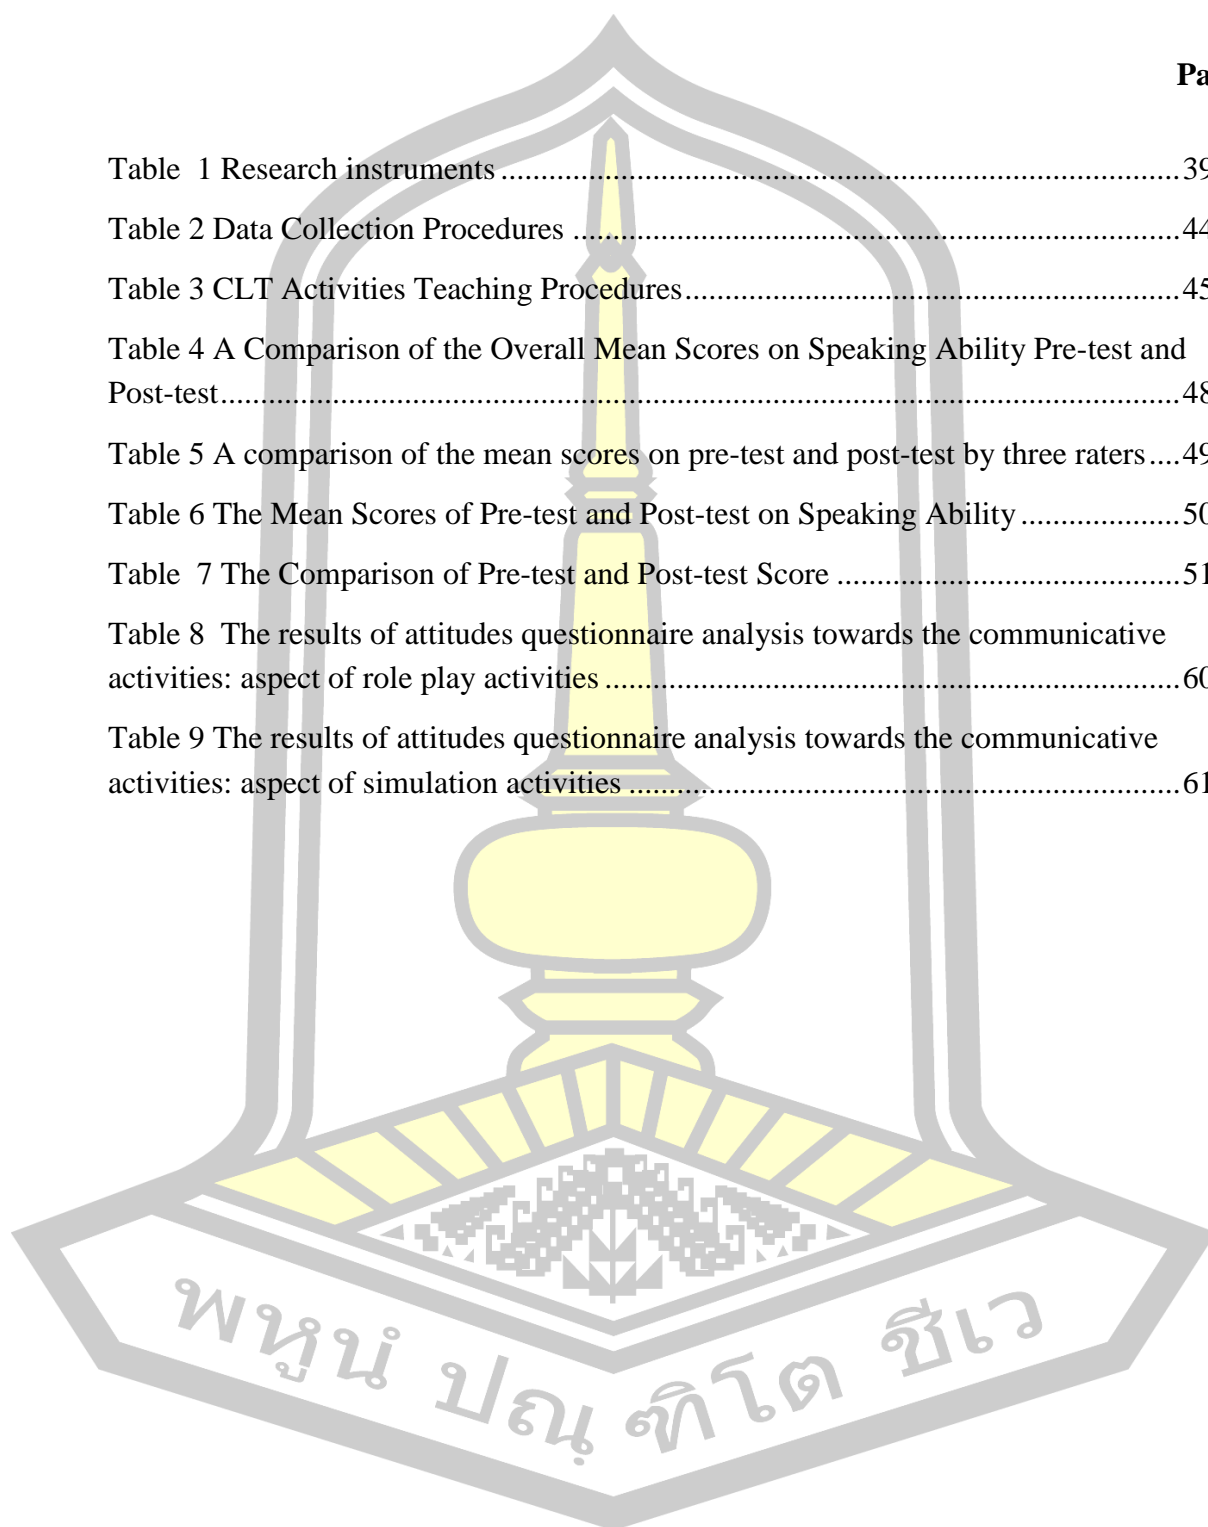 Pa
Table  1 Research instruments ............................................................................ 39
Table 2 Data Collection Procedures ..................................................................... 44
Table 3 CLT Activities Teaching Procedures ........................................................ 45
Table 4 A Comparison of the Overall Mean Scores on Speaking Ability Pre-test and
Post-test ............................................................................................................. 48
Table 5 A comparison of the mean scores on pre-test and post-test by three raters .... 49
Table 6 The Mean Scores of Pre-test and Post-test on Speaking Ability .................. 50
Table  7 The Comparison of Pre-test and Post-test Score ....................................... 51
Table 8  The results of attitudes questionnaire analysis towards the communicative
activities: aspect of role play activities ................................................................ 60
Table 9 The results of attitudes questionnaire analysis towards the communicative
activities: aspect of simulation activities .............................................................. 61
พหูนํ ปณฺฑิโต ชีเว